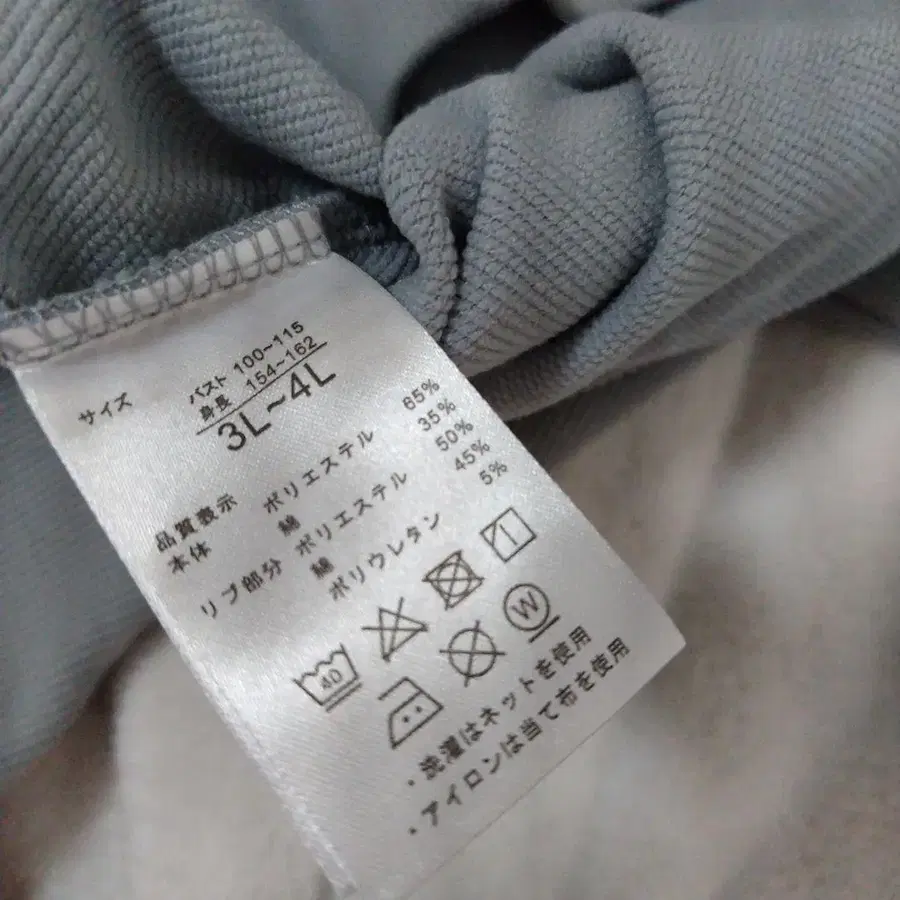 サイズ
バスト 100~115
身長 154~162
3L~4L
品質表示
本体 ポリエステル 65%
綿 35%
リブ部分 ポリエステル 50%
綿 45%
ポリウレタン 5%
40
W
・洗濯はネットを使用
・アイロンは当て布を使用